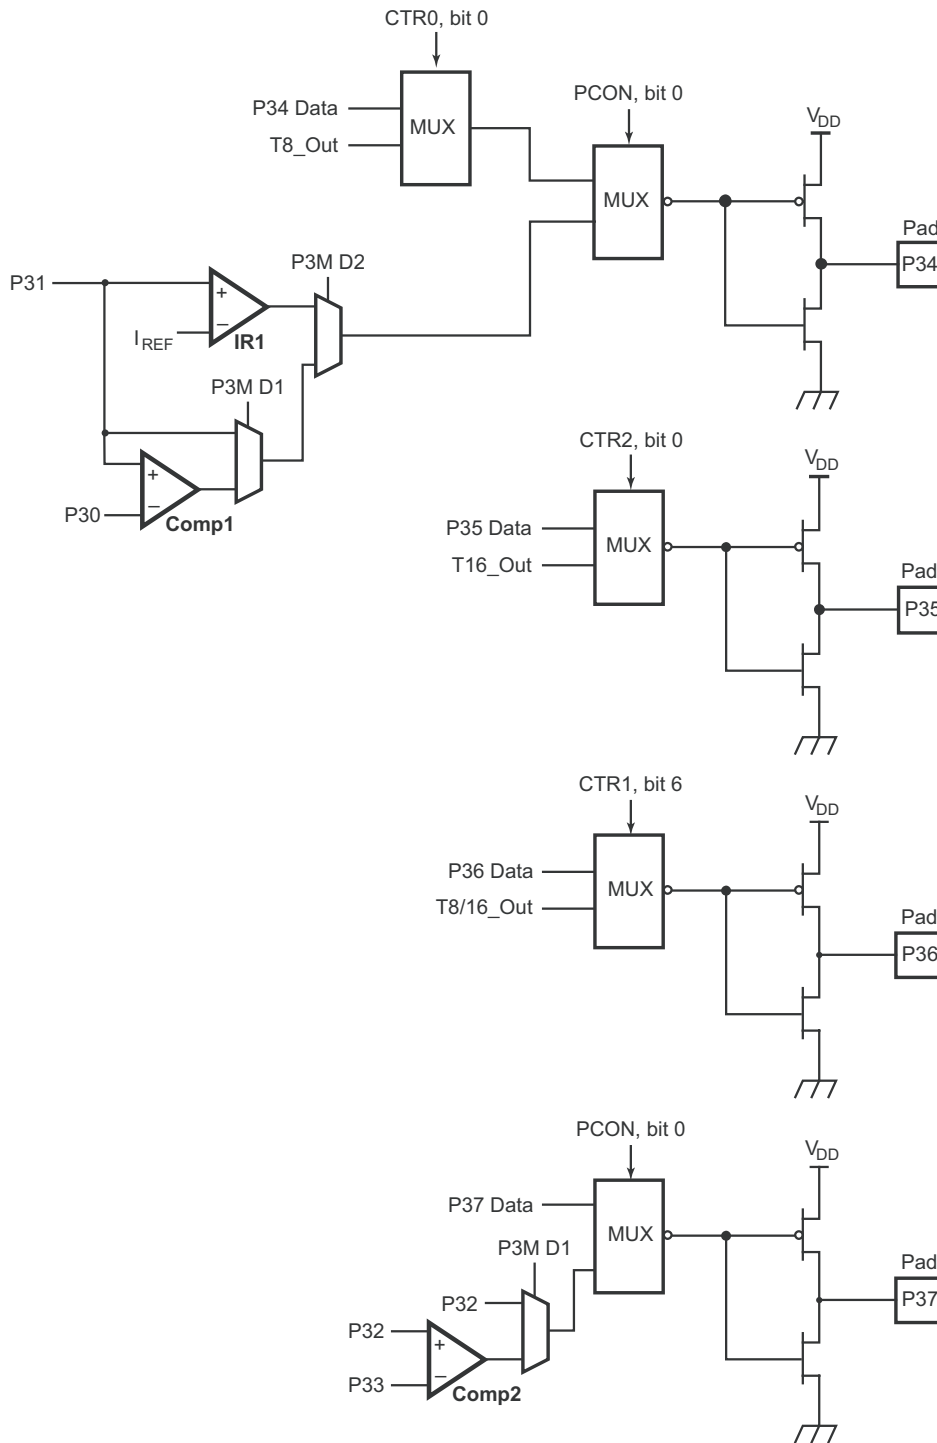 CTR0, bit 0
P34 Data
T8_Out
MUX
PCON, bit 0
MUX
VDD
Pad
P34
P31
+
−
IREF
IR1
P3M D2
P3M D1
+
−
P30
Comp1
CTR2, bit 0
P35 Data
T16_Out
MUX
VDD
Pad
P35
CTR1, bit 6
P36 Data
T8/16_Out
MUX
VDD
Pad
P36
PCON, bit 0
P37 Data
MUX
P3M D1
P32
P32
+
−
P33
Comp2
VDD
Pad
P37